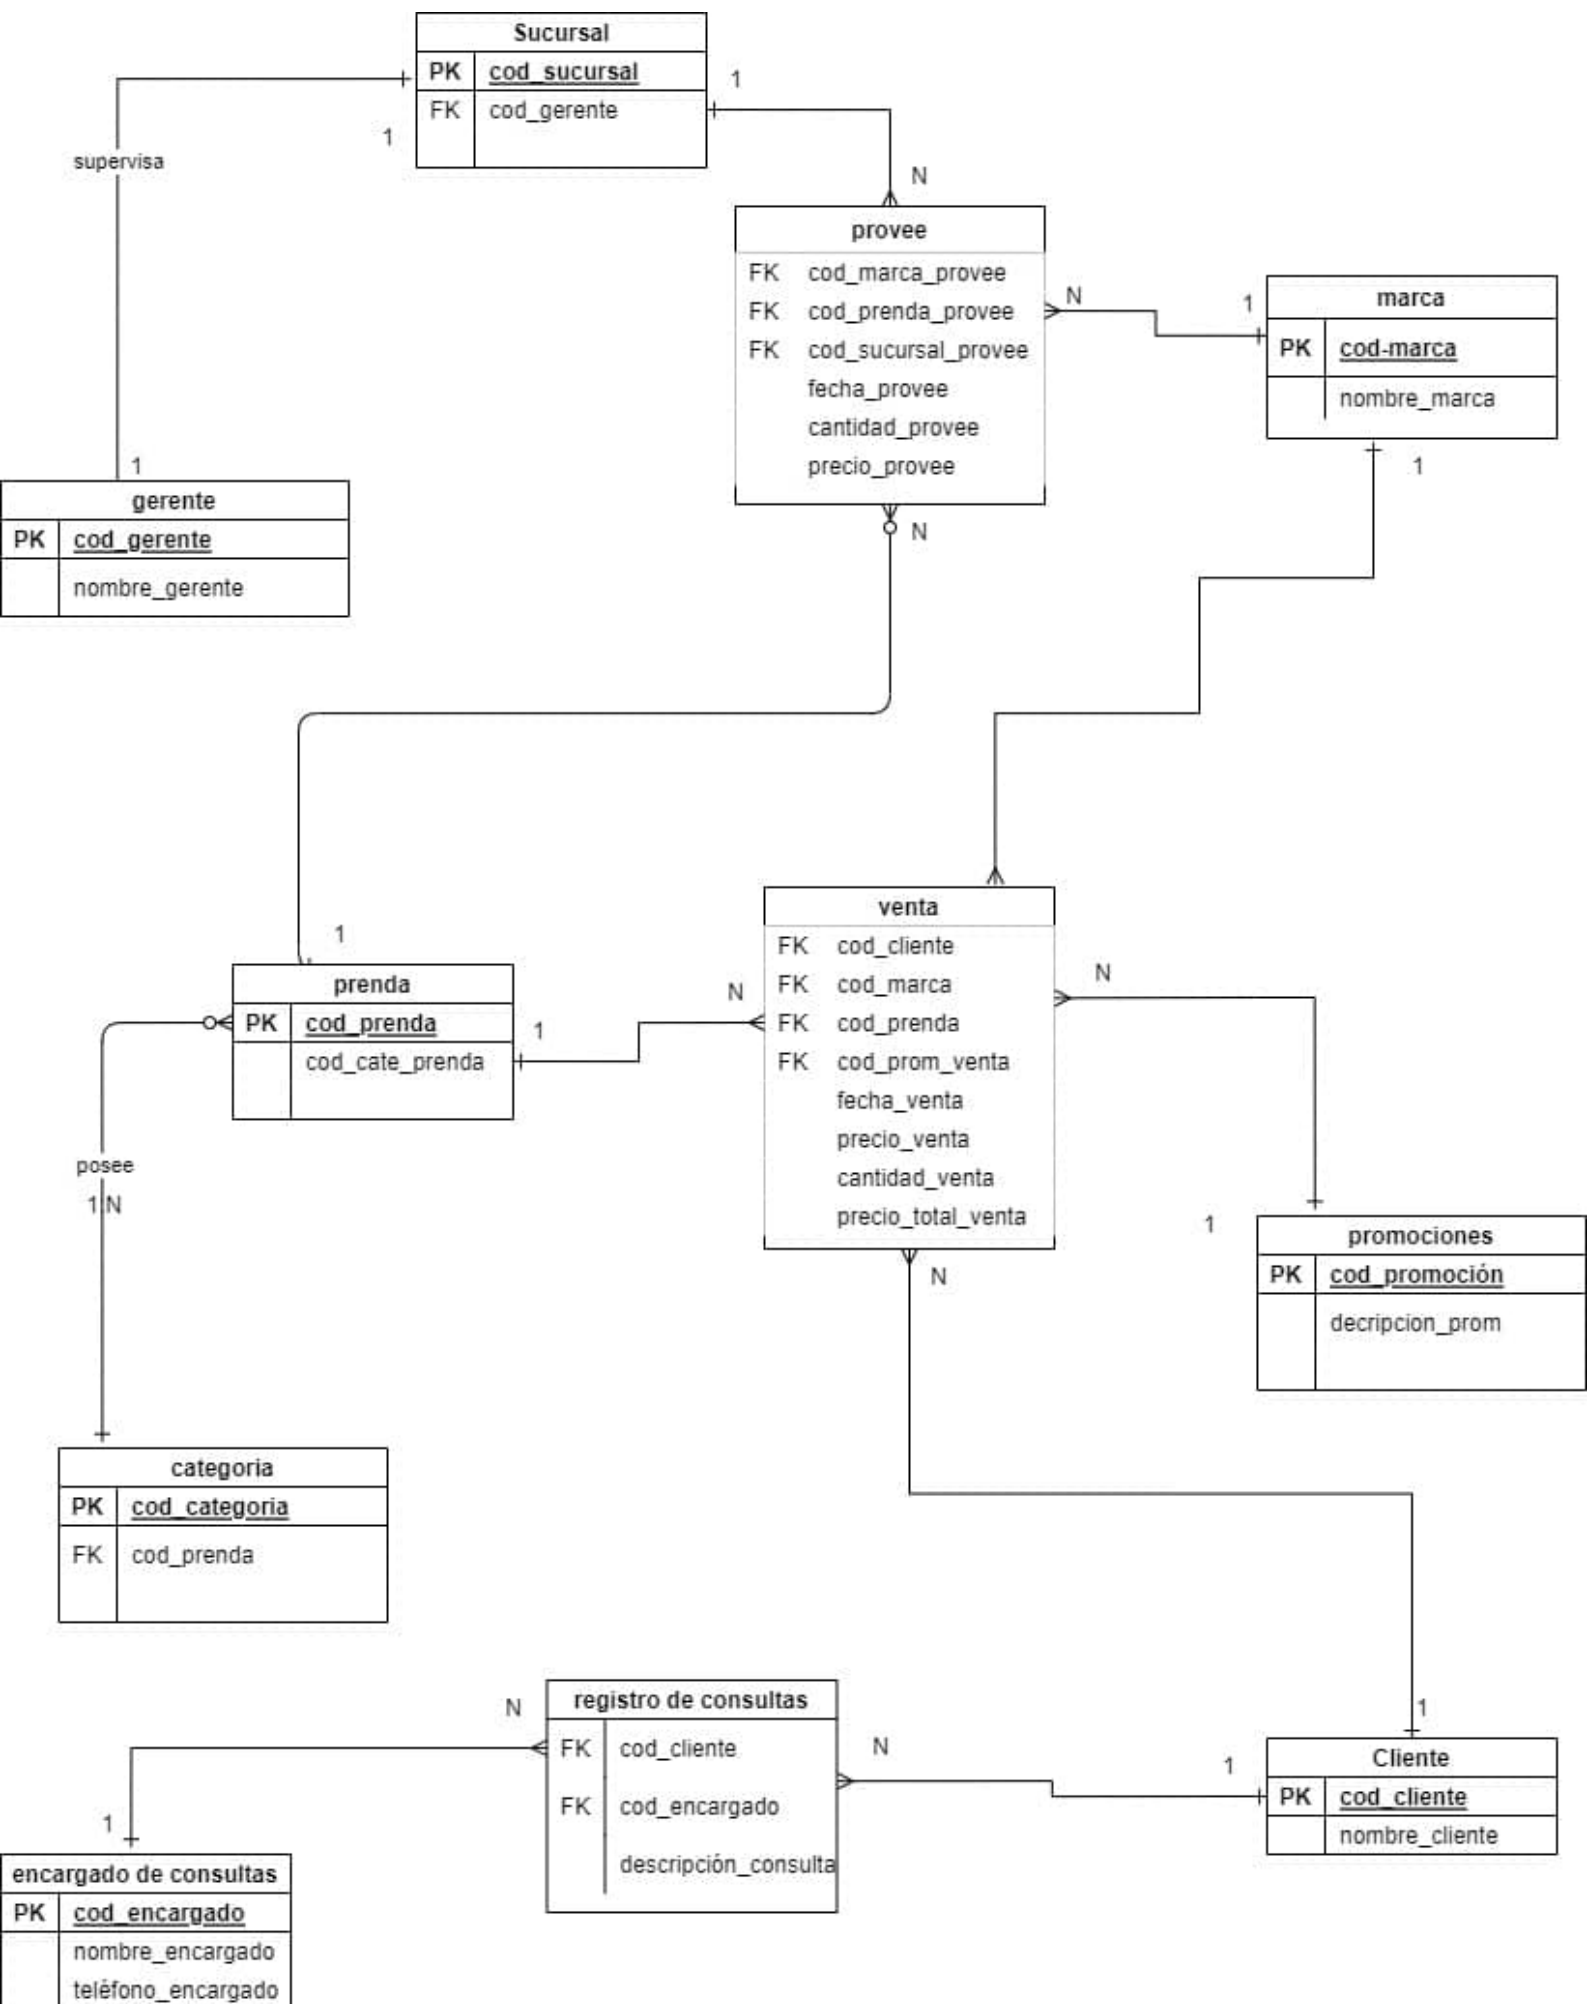 Sucursal
PK cod_sucursal
FK cod_gerente
1
1
supervisa
N
provee
FK cod_marca_provee
FK cod_prenda_provee
FK cod_sucursal_provee
fecha_provee
cantidad_provee
precio_provee
N
1
marca
PK cod-marca
nombre_marca
1
1
gerente
PK cod_gerente
nombre_gerente
N
1
prenda
PK cod_prenda
cod_cate_prenda
1
N
venta
FK cod_cliente
FK cod_marca
FK cod_prenda
FK cod_prom_venta
fecha_venta
precio_venta
cantidad_venta
precio_total_venta
N
posee
1:N
1
promociones
PK cod_promoción
decripcion_prom
N
categoria
PK cod_categoria
FK cod_prenda
N
registro de consultas
FK cod_cliente
FK cod_encargado
descripción_consulta
N
1
1
Cliente
PK cod_cliente
nombre_cliente
1
encargado de consultas
PK cod_encargado
nombre_encargado
teléfono_encargado